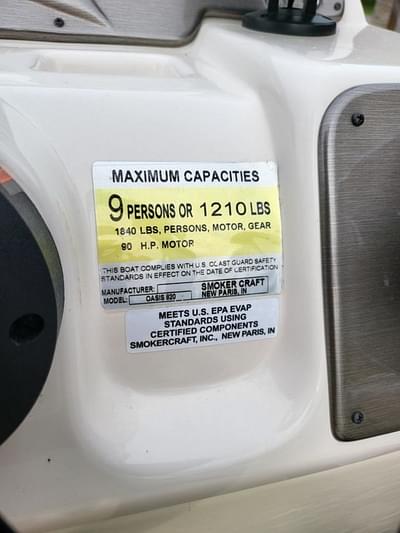 MAXIMUM CAPACITIES
9 PERSONS OR 1210 LBS
1840 LBS, PERSONS, MOTOR, GEAR
90 H.P. MOTOR
THIS BOAT COMPLIES WITH U.S. COAST GUARD SAFETY
STANDARDS IN EFFECT ON THE DATE OF CERTIFICATION
MANUFACTURER: SMOKER CRAFT
MODEL: OASIS 820 NEW PARIS, IN
MEETS U.S. EPA EVAP
STANDARDS USING
CERTIFIED COMPONENTS
SMOKERCRAFT, INC., NEW PARIS, IN